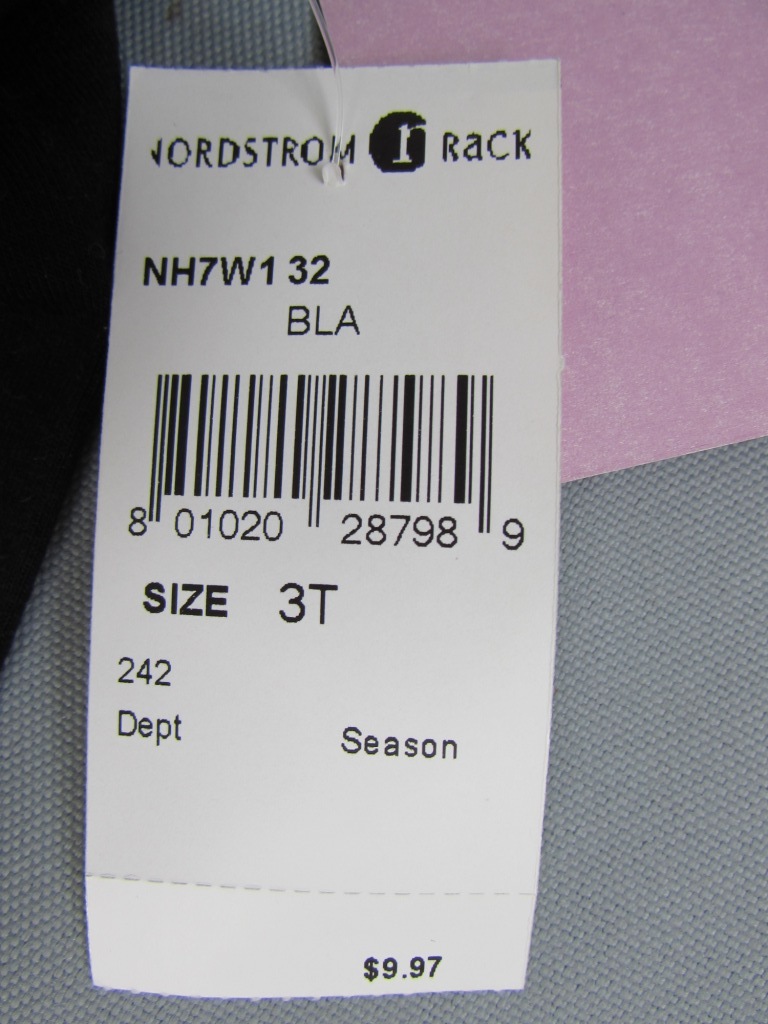 NORDSTROM r RACK
NH7W1 32
BLA
8 01020 28798 9
SIZE 3T
242
Dept Season
$9.97